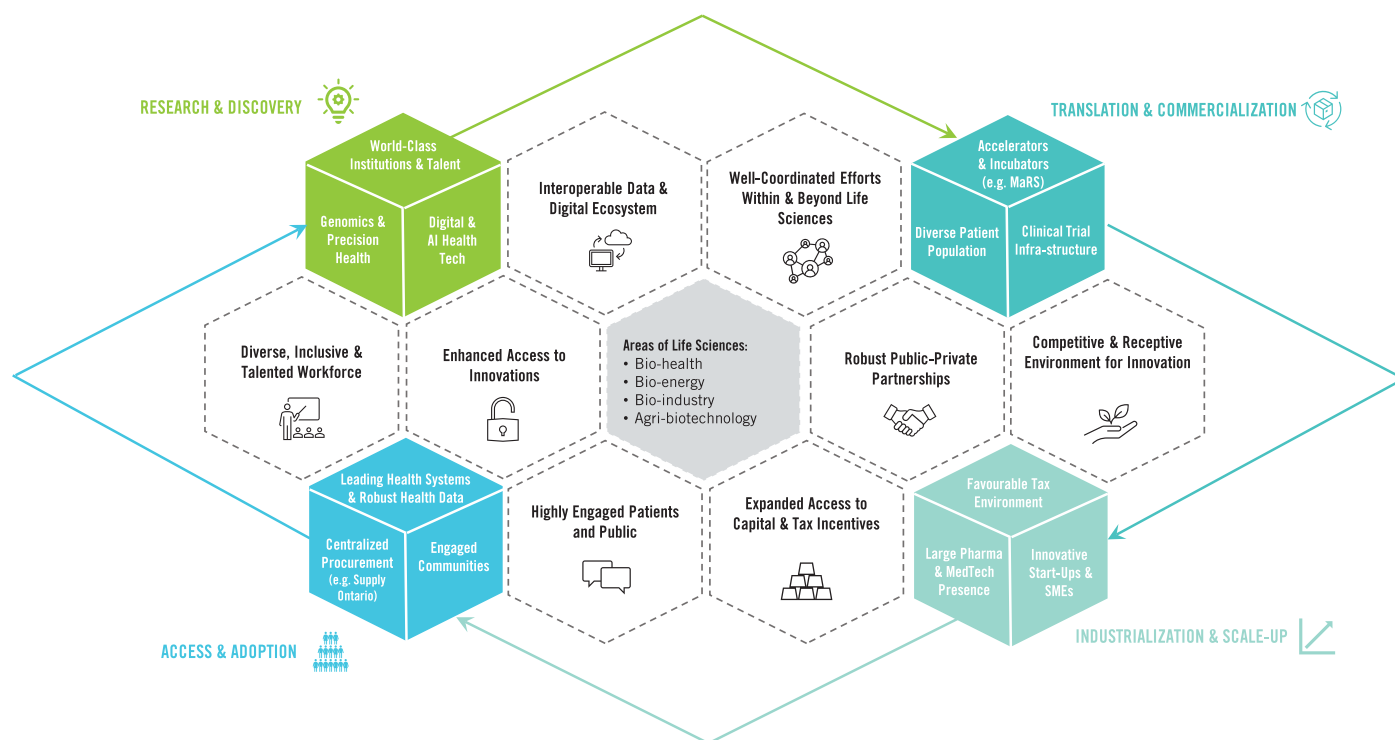 RESEARCH & DISCOVERY
TRANSLATION & COMMERCIALIZATION
World-Class
Institutions & Talent
Genomics &
Precision
Health
Digital &
AI Health
Tech
Interoperable Data &
Digital Ecosystem
Well-Coordinated Efforts
Within & Beyond Life
Sciences
Accelerators
& Incubators
(e.g. MaRS)
Diverse Patient
Population
Clinical Trial
Infra-structure
Diverse, Inclusive &
Talented Workforce
Enhanced Access to
Innovations
Areas of Life Sciences:
• Bio-health
• Bio-energy
• Bio-industry
• Agri-biotechnology
Robust Public-Private
Partnerships
Competitive & Receptive
Environment for Innovation
Leading Health Systems
& Robust Health Data
Centralized
Procurement
(e.g. Supply
Ontario)
Engaged
Communities
Highly Engaged Patients
and Public
Expanded Access to
Capital & Tax Incentives
Favourable Tax
Environment
Large Pharma
& MedTech
Presence
Innovative
Start-Ups &
SMEs
ACCESS & ADOPTION
INDUSTRIALIZATION & SCALE-UP